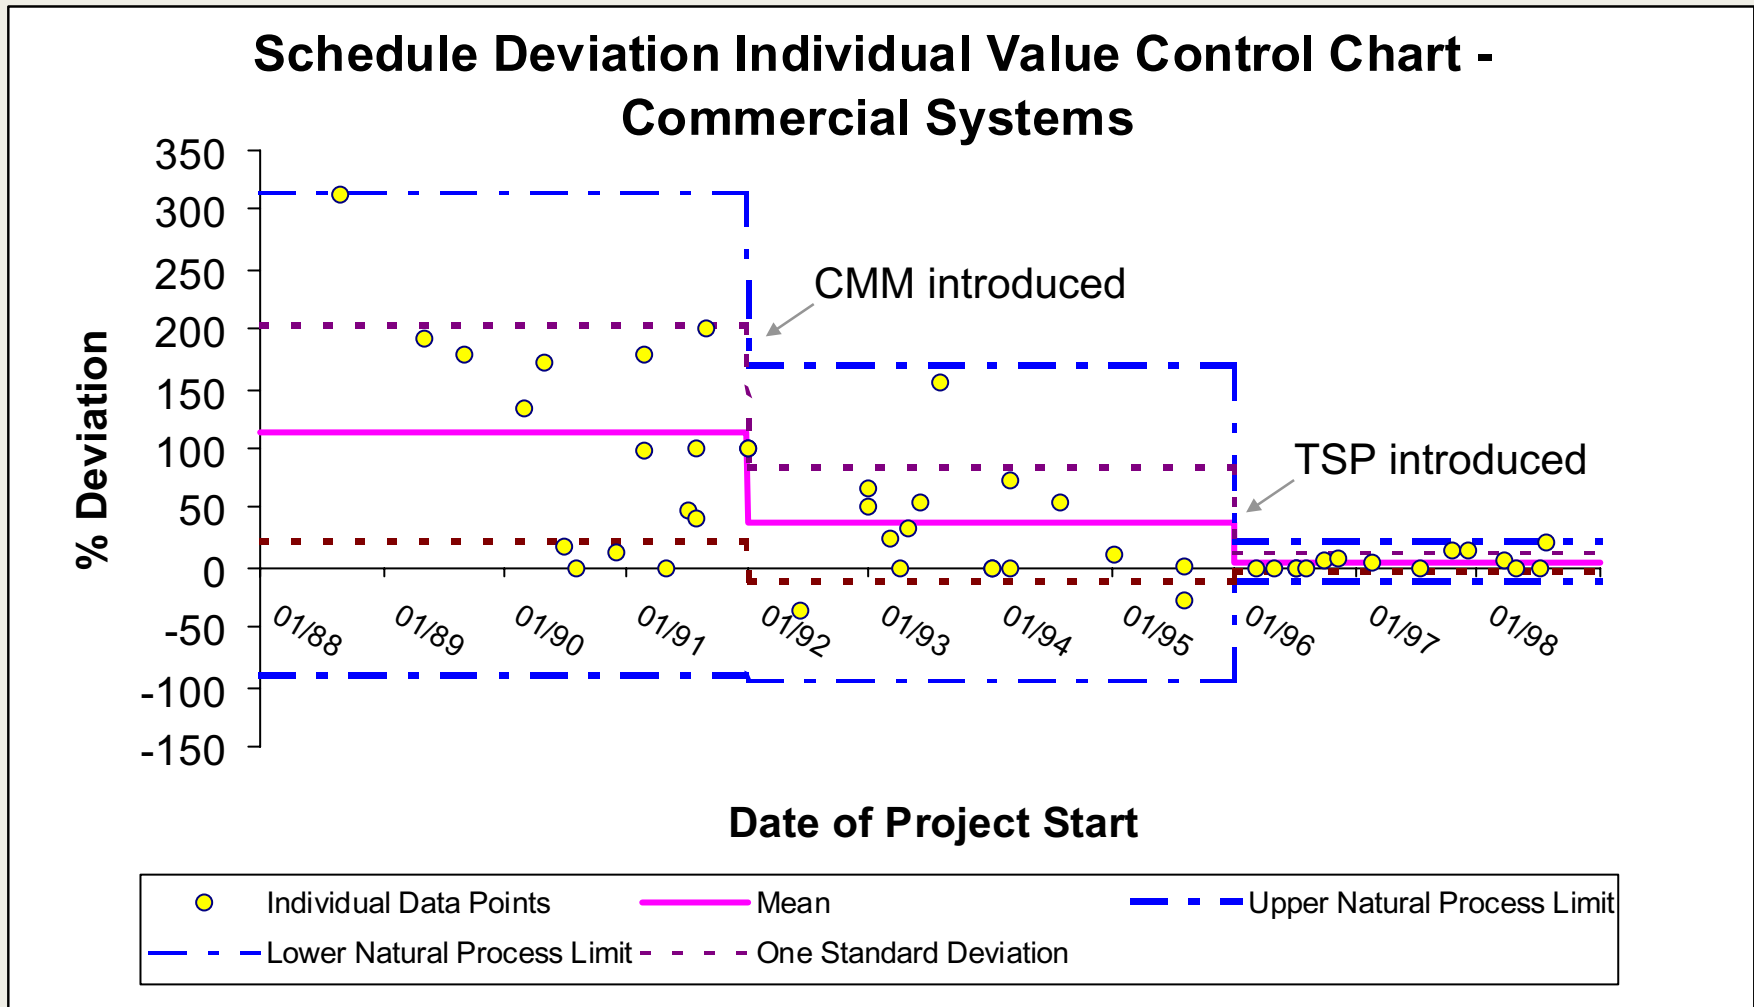 Schedule Deviation Individual Value Control Chart -
Commercial Systems
350
300
250
200
150
100
50
0
-50
-100
-150
% Deviation
CMM introduced
TSP introduced
01/88
01/89
01/90
01/91
01/92
01/93
01/94
01/95
01/96
01/97
01/98
Date of Project Start
Individual Data Points
Mean
Upper Natural Process Limit
Lower Natural Process Limit
One Standard Deviation